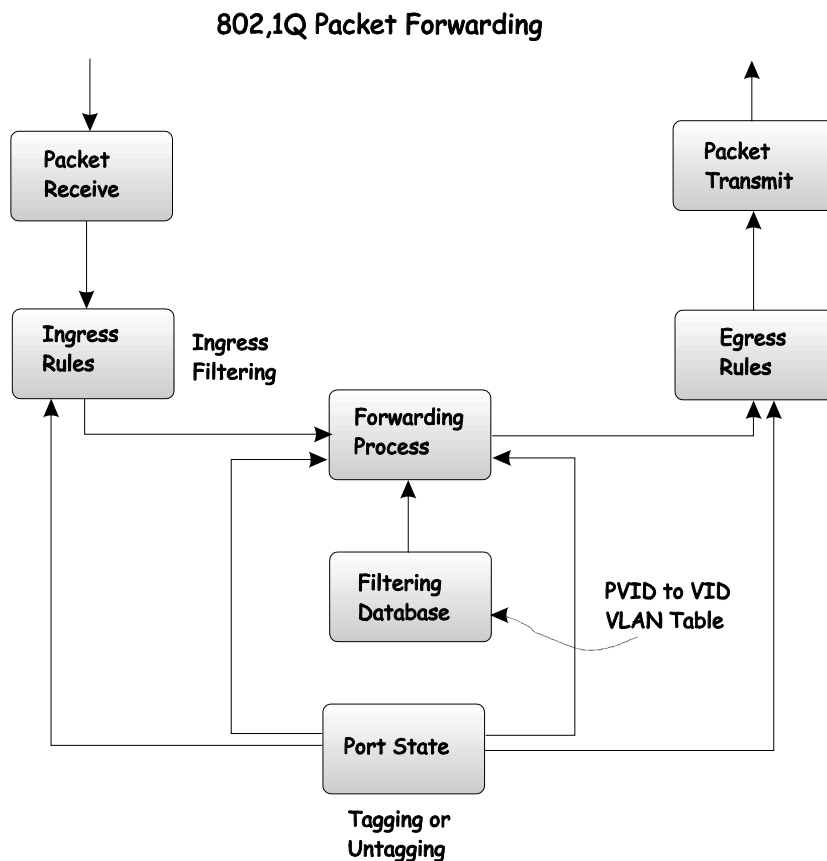 802,1Q Packet Forwarding
Packet
Receive
Packet
Transmit
Ingress
Rules
Ingress
Filtering
Egress
Rules
Forwarding
Process
Filtering
Database
PVID to VID
VLAN Table
Port State
Tagging or
Untagging